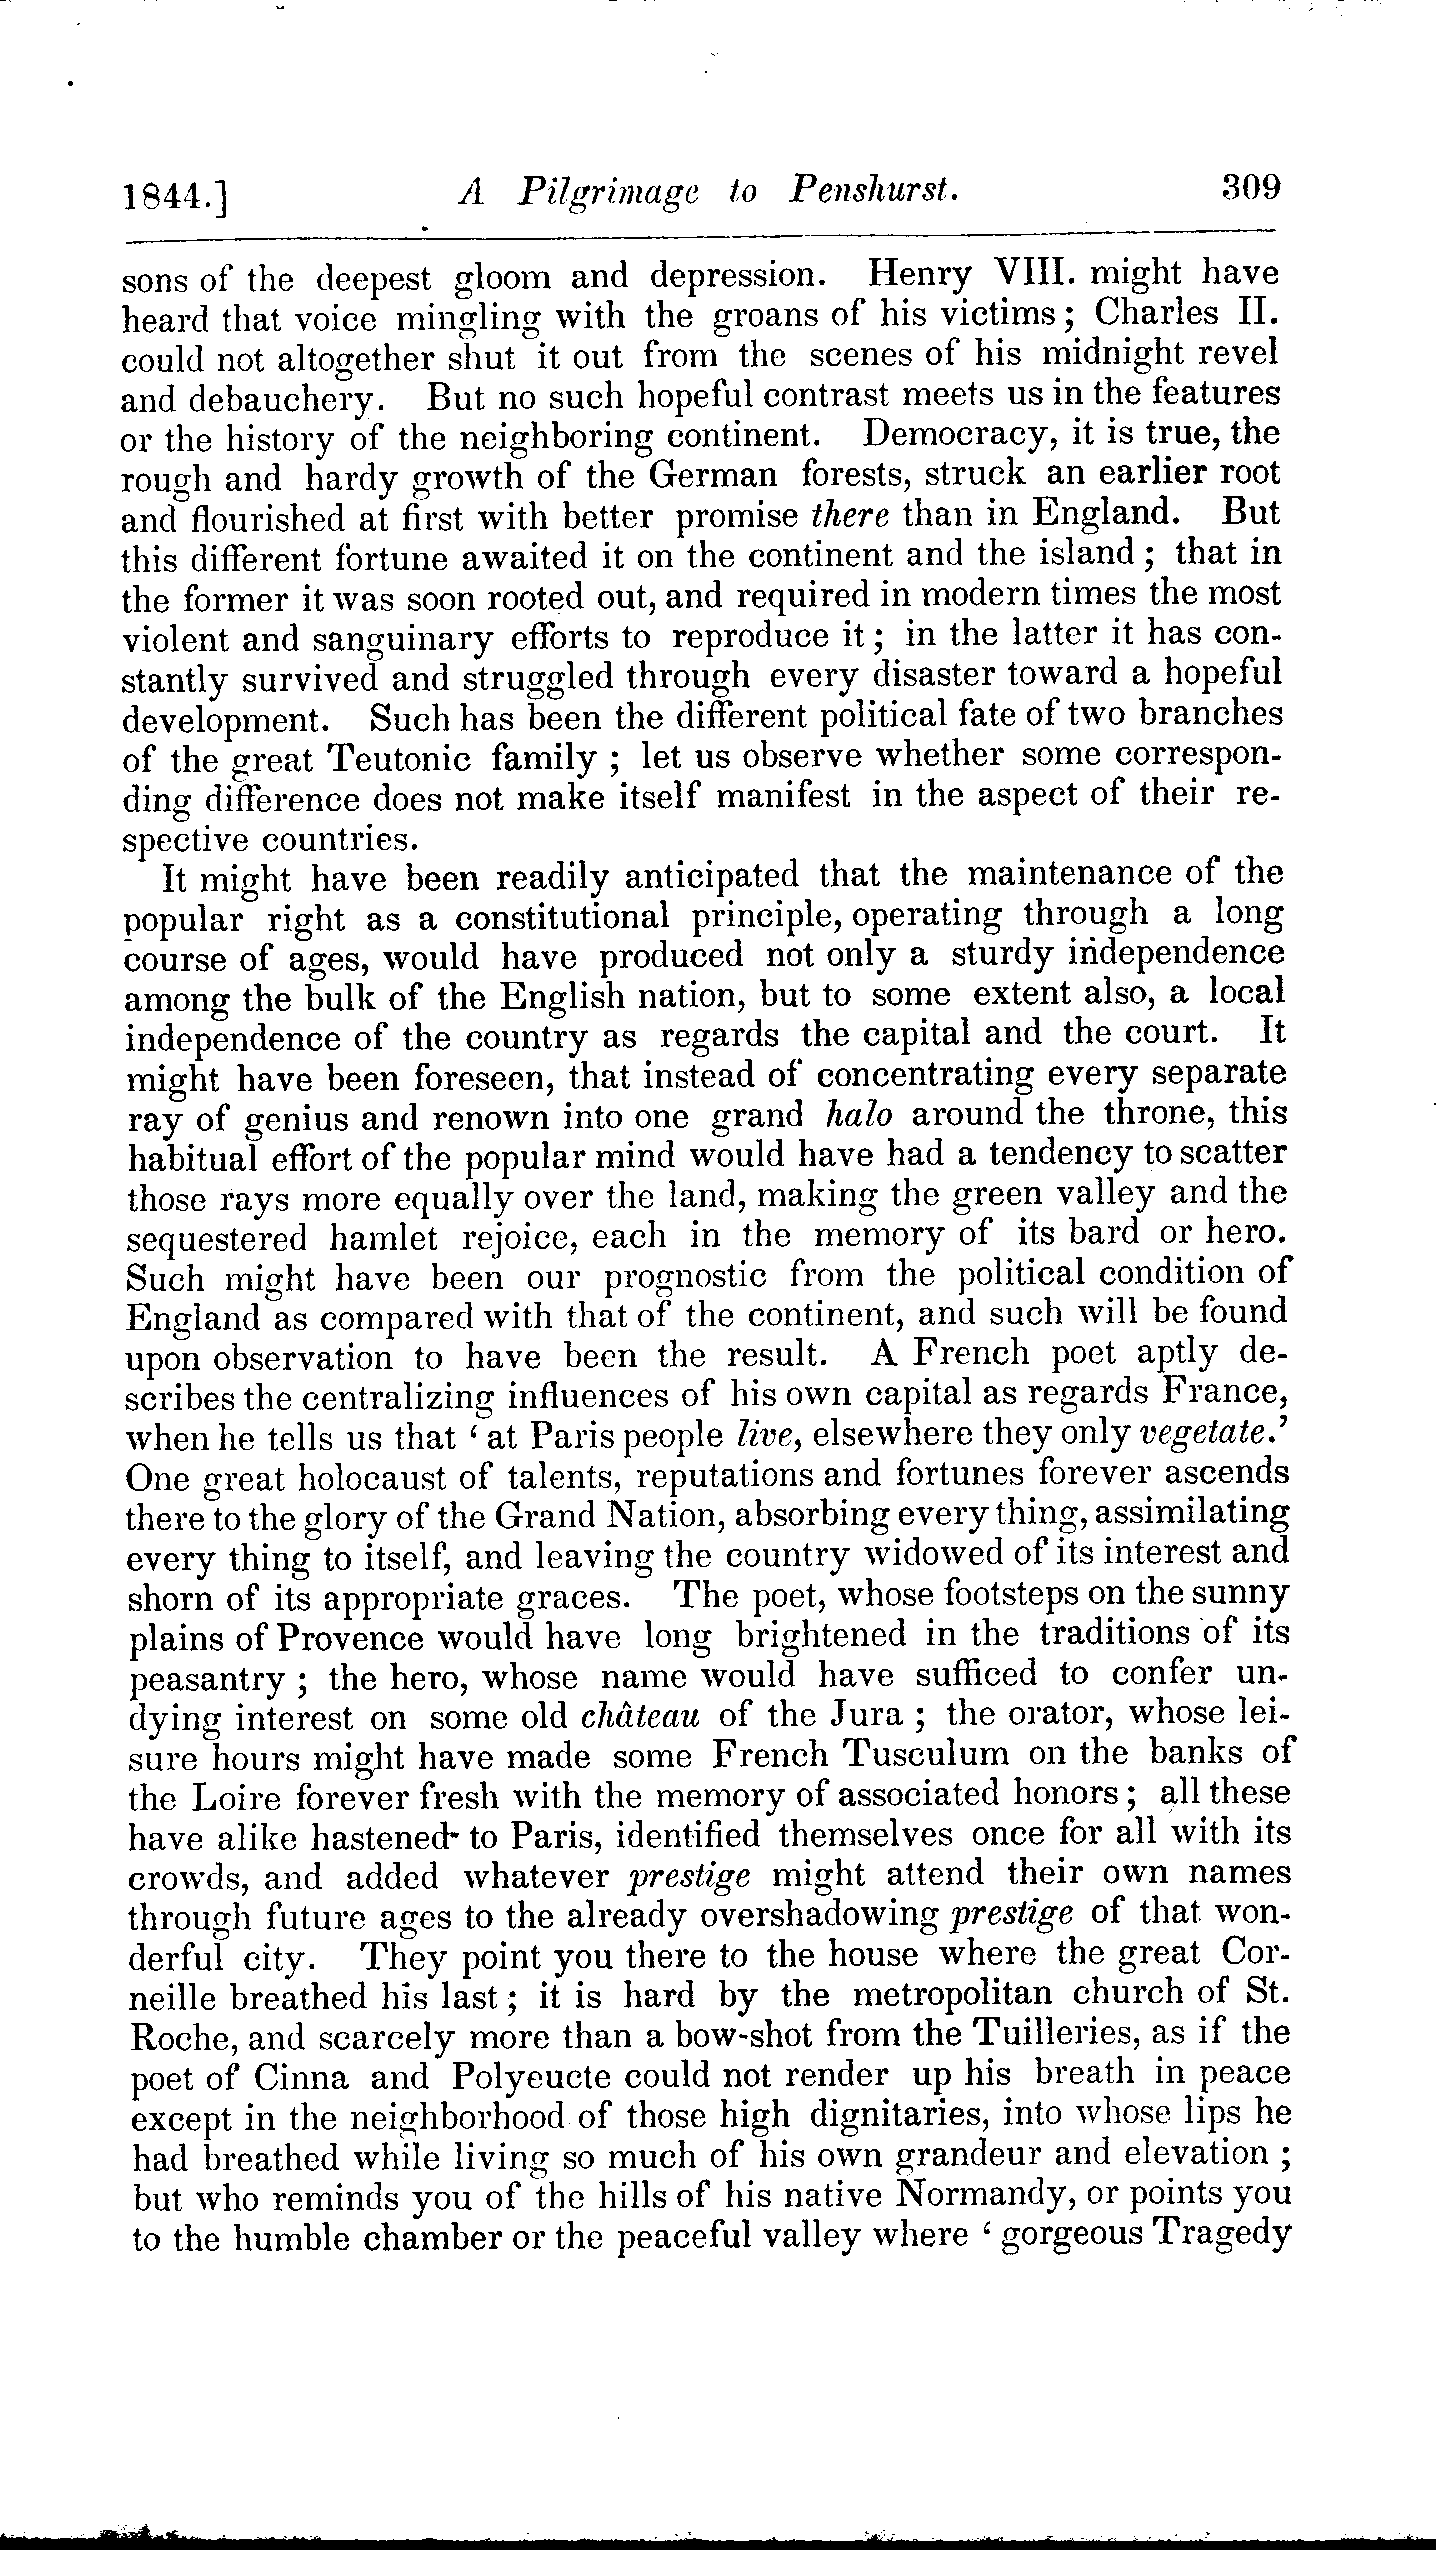 1844.] A Pilgrimage to Penshurst. 309
sons of the deepest gloom and depression. Henry VIII. might have
heard that voice mingling with the groans of his victims; Charles II.
could not altogether shut it out from the scenes of his midnight revel
and debauchery. But no such hopeful contrast meets us in the features
or the history of the neighboring continent. Democracy, it is true, the
rough and hardy growth of the German forests, struck an earlier root
and flourished at first with better promise there than in England. But
this different fortune awaited it on the continent and the island; that in
the former it was soon rooted out, and required in modern times the most
violent and sanguinary efforts to reproduce it; in the latter it has con-
stantly survived and struggled through every disaster toward a hopeful
development. Such has been the different political fate of two branches
of the great Teutonic family; let us observe whether some correspon-
ding difference does not make itself manifest in the aspect of their re-
spective countries.
It might have been readily anticipated that the maintenance of the
popular right as a constitutional principle, operating through a long
course of ages, would have produced not only a sturdy independence
among the bulk of the English nation, but to some extent also, a local
independence of the country as regards the capital and the court. It
might have been foreseen, that instead of concentrating every separate
ray of genius and renown into one grand halo around the throne, this
habitual effort of the popular mind would have had a tendency to scatter
those rays more equally over the land, making the green valley and the
sequestered hamlet rejoice, each in the memory of its bard or hero.
Such might have been our prognostic from the political condition of
England as compared with that of the continent, and such will be found
upon observation to have been the result. A French poet aptly de-
scribes the centralizing influences of his own capital as regards France,
when he tells us that ‘at Paris people live, elsewhere they only vegetate.’
One great holocaust of talents, reputations and fortunes forever ascends
there to the glory of the Grand Nation, absorbing every thing, assimilating
every thing to itself, and leaving the country widowed of its interest and
shorn of its appropriate graces. The poet, whose footsteps on the sunny
plains of Provence would have long brightened in the traditions of its
peasantry; the hero, whose name would have sufficed to confer un-
dying interest on some old château of the Jura; the orator, whose lei-
sure hours might have made some French Tusculum on the banks of
the Loire forever fresh with the memory of associated honors; all these
have alike hastened to Paris, identified themselves once for all with its
crowds, and added whatever prestige might attend their own names
through future ages to the already overshadowing prestige of that won-
derful city. They point you there to the house where the great Cor-
neille breathed his last; it is hard by the metropolitan church of St.
Roche, and scarcely more than a bow-shot from the Tuilleries, as if the
poet of Cinna and Polyeucte could not render up his breath in peace
except in the neighborhood of those high dignitaries, into whose lips he
had breathed while living so much of his own grandeur and elevation;
but who reminds you of the hills of his native Normandy, or points you
to the humble chamber or the peaceful valley where ‘gorgeous Tragedy